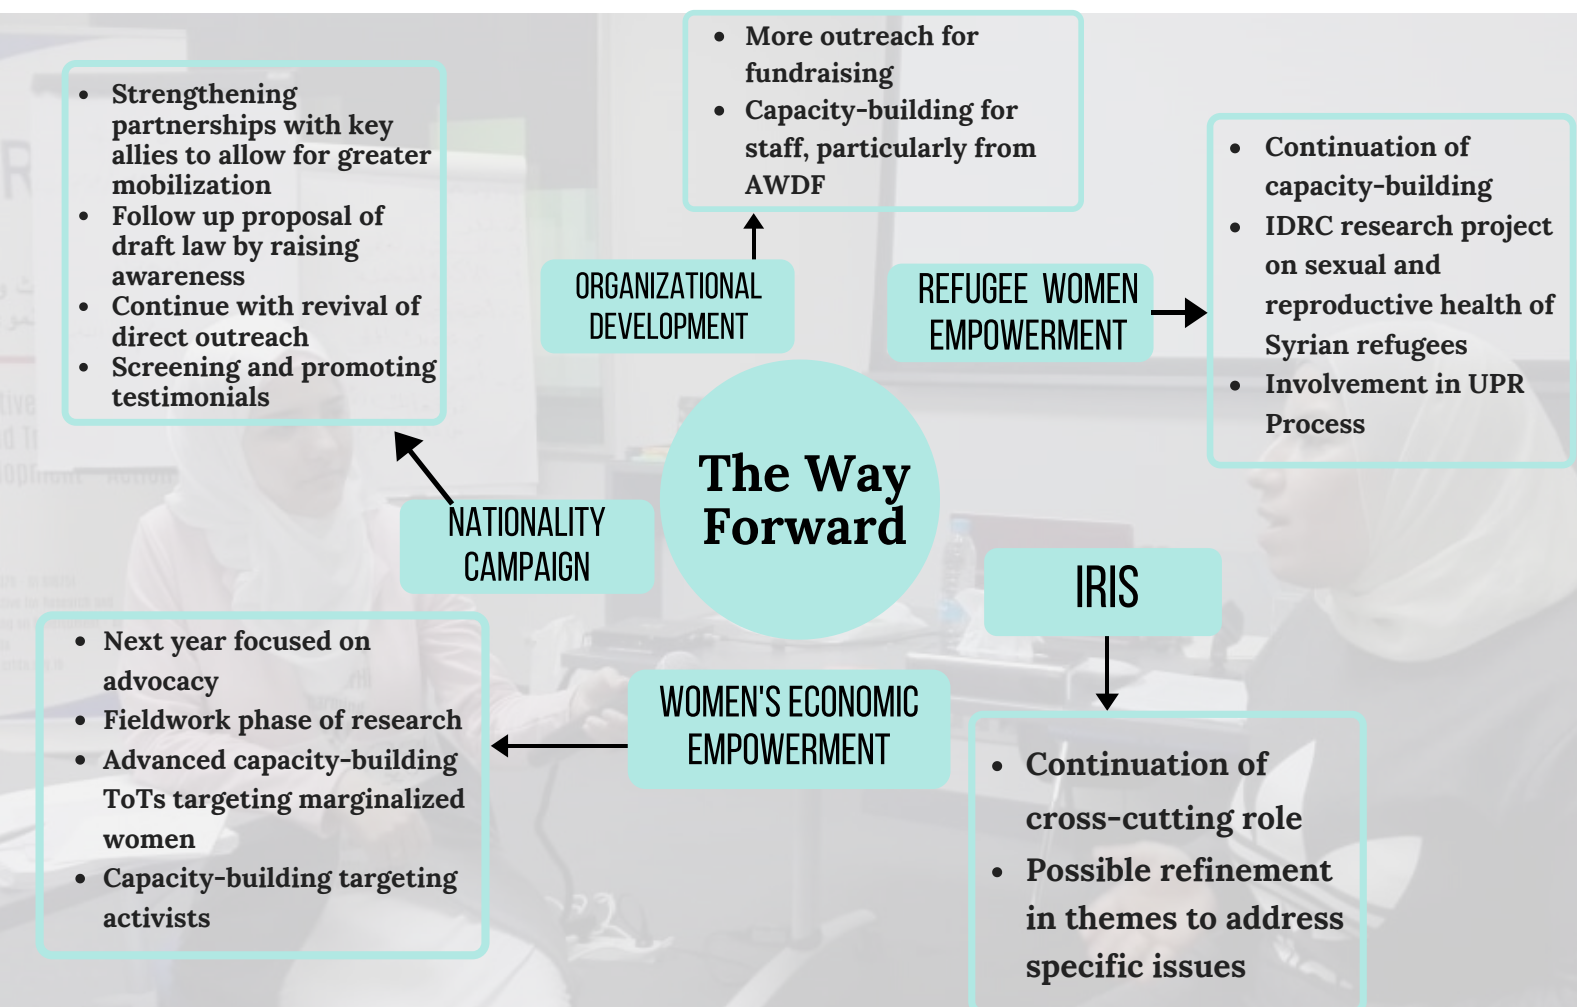 • More outreach for
fundraising
• Capacity-building for
staff, particularly from
AWDF
• Strengthening
partnerships with key
allies to allow for greater
mobilization
• Follow up proposal of
draft law by raising
awareness
• Continue with revival of
direct outreach
• Screening and promoting
testimonials
• Continuation of
capacity-building
• IDRC research project
on sexual and
reproductive health of
Syrian refugees
• Involvement in UPR
Process
ORGANIZATIONAL
DEVELOPMENT
REFUGEE WOMEN
EMPOWERMENT
The Way
Forward
NATIONALITY
CAMPAIGN
IRIS
WOMEN'S ECONOMIC
EMPOWERMENT
• Next year focused on
advocacy
• Fieldwork phase of research
• Advanced capacity-building
ToTs targeting marginalized
women
• Capacity-building targeting
activists
• Continuation of
cross-cutting role
• Possible refinement
in themes to address
specific issues